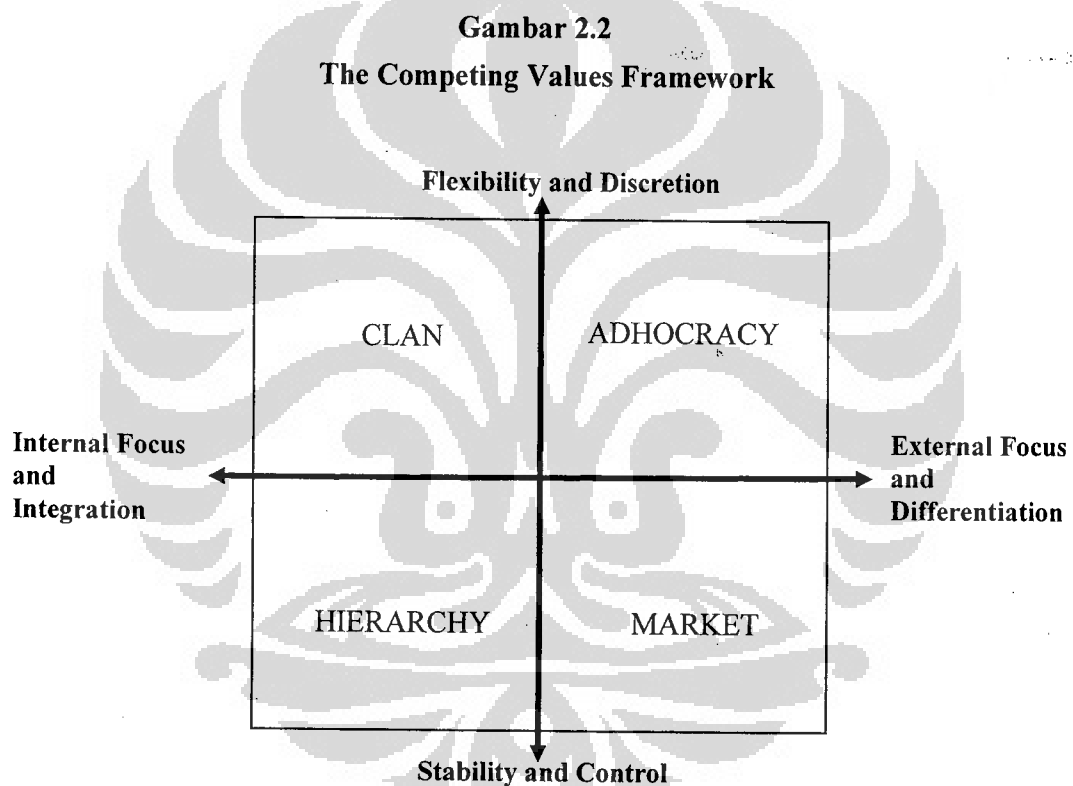 Gambar 2.2
The Competing Values Framework
Flexibility and Discretion
CLAN
ADHOCRACY
Internal Focus
and
Integration
External Focus
and
Differentiation
HIERARCHY
MARKET
Stability and Control